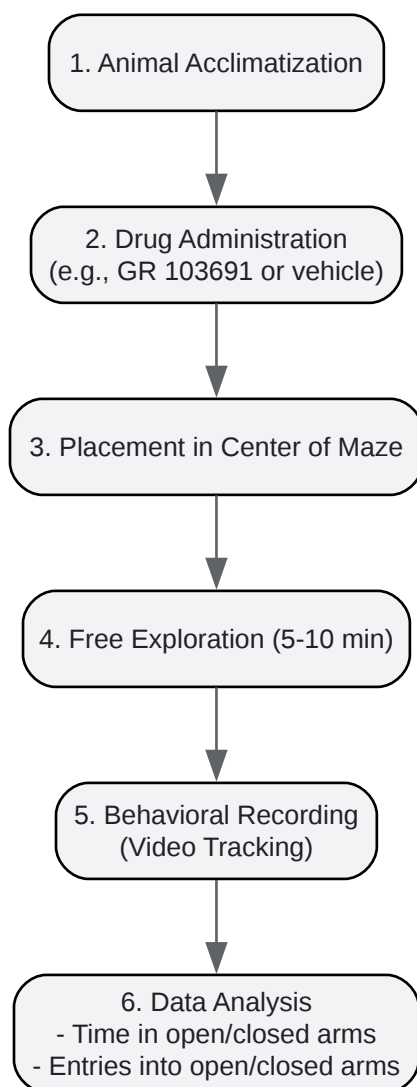 1. Animal Acclimatization
2. Drug Administration
(e.g., GR 103691 or vehicle)
3. Placement in Center of Maze
4. Free Exploration (5-10 min)
5. Behavioral Recording
(Video Tracking)
6. Data Analysis
- Time in open/closed arms
- Entries into open/closed arms